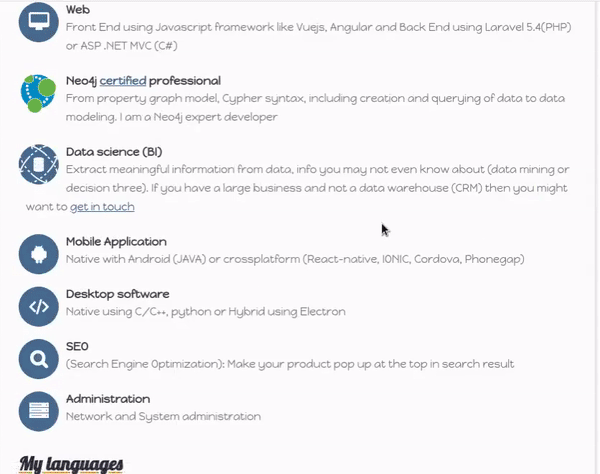 Web
Front End using Javascript framework like Vuejs, Angular and Back End using Laravel 5.4(PHP)
or ASP .NET MVC (C#)
Neo4j certified professional
From property graph model, Cypher syntax, including creation and querying of data to data
modeling. I am a Neo4j expert developer
Data science (BI)
Extract meaningful information from data, info you may not even know about (data mining or
decision three). If you have a large business and not a data warehouse (CRM) then you might
want to get in touch
Mobile Application
Native with Android (JAVA) or crossplatform (React-native, IONIC, Cordova, Phonegap)
Desktop software
Native using C/C++, python or Hybrid using Electron
SEO
(Search Engine Optimization): Make your product pop up at the top in search result
Administration
Network and System administration
My languages